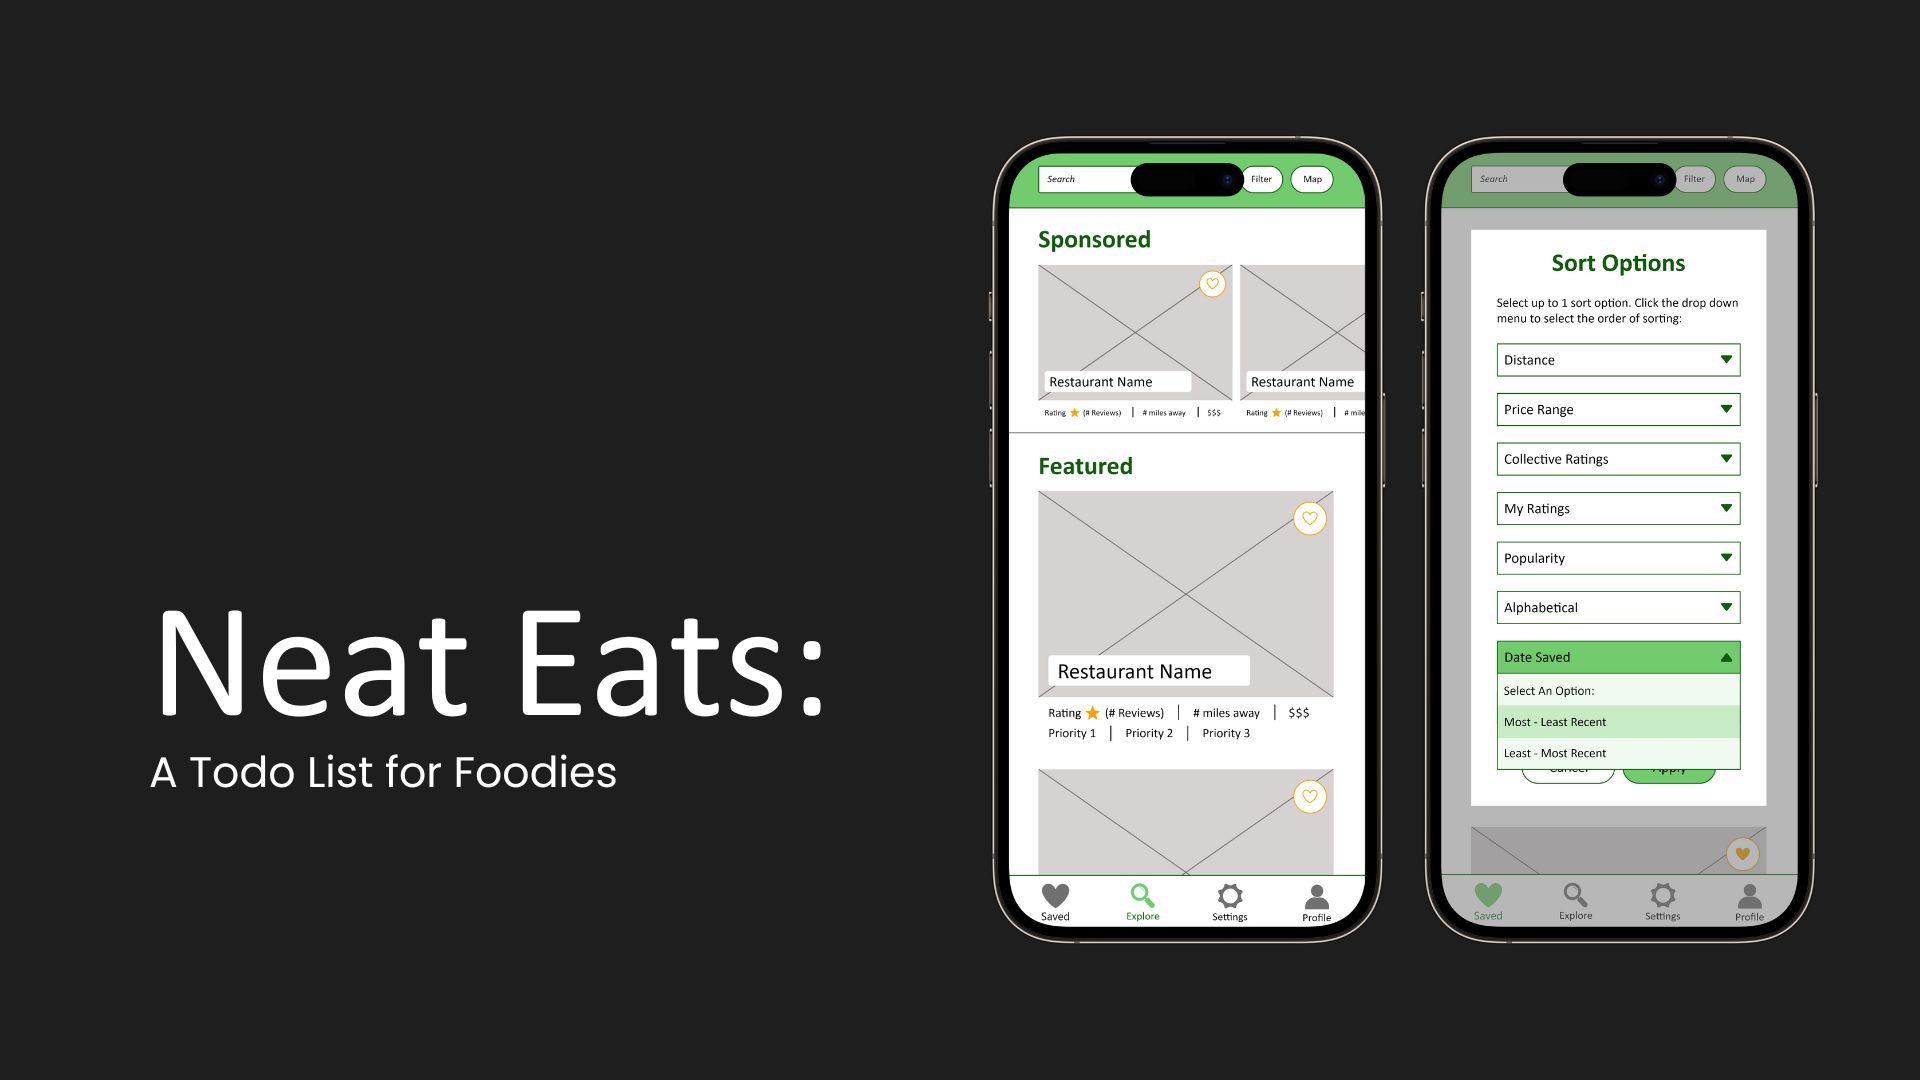 Neat Eats:
A Todo List for Foodies
Search
Filter
Map
Sponsored
Restaurant Name
Restaurant Name
Rating (# Reviews) | # miles away | $$$
Rating (# Reviews) | # mile
Featured
Restaurant Name
Rating (# Reviews) | # miles away | $$$
Priority 1 | Priority 2 | Priority 3
Saved
Explore
Settings
Profile
Search
Filter
Map
Sort Options
Select up to 1 sort option. Click the drop down
menu to select the order of sorting:
Distance
Price Range
Collective Ratings
My Ratings
Popularity
Alphabetical
Date Saved
Select An Option:
Most - Least Recent
Least - Most Recent
Cancel
Apply
Saved
Explore
Settings
Profile